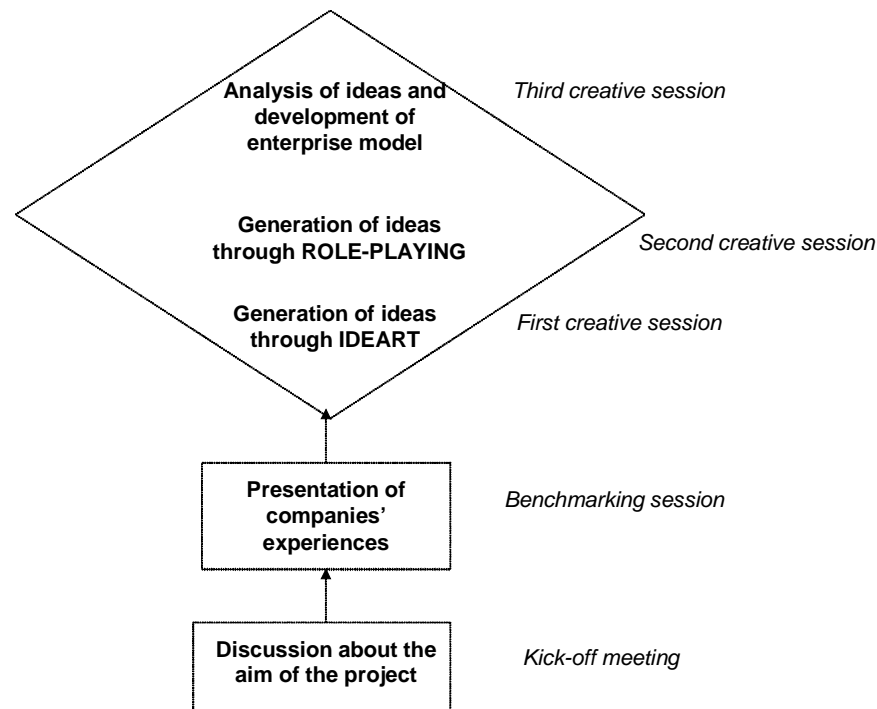 Analysis of ideas and
development of
enterprise model
Third creative session
Generation of ideas
through ROLE-PLAYING
Second creative session
Generation of ideas
through IDEART
First creative session
Presentation of
companies’
experiences
Benchmarking session
Discussion about the
aim of the project
Kick-off meeting